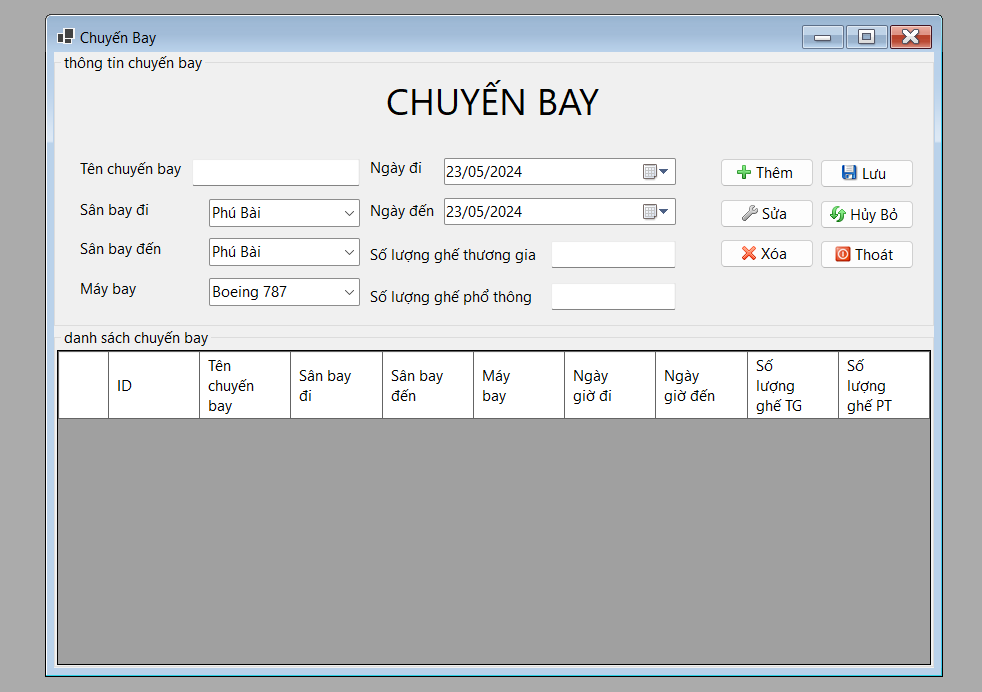 Chuyến Bay
thông tin chuyến bay
CHUYẾN BAY
Tên chuyến bay
Ngày đi
23/05/2024
Thêm
Lưu
Sân bay đi
Phú Bài
Ngày đến
23/05/2024
Sửa
Hủy Bỏ
Sân bay đến
Phú Bài
Số lượng ghế thương gia
Xóa
Thoát
Máy bay
Boeing 787
Số lượng ghế phổ thông
danh sách chuyến bay
ID
Tên
chuyến
bay
Sân bay
đi
Sân bay
đến
Máy
bay
Ngày
giờ đi
Ngày
giờ đến
Số
lượng
ghế TG
Số
lượng
ghế PT